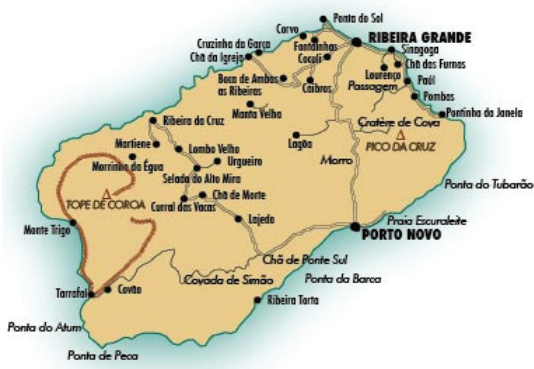 Ponta do Sol
Corvo
Fontainhas
RIBEIRA GRANDE
Cruzinha da Garça
Coculi
Sinagoga
Chã da Igreja
Chã das Furnas
Lourenço
Boca de Ambas
as Ribeiras
Caibros
Passagem
Paúl
Pombas
Manta Velha
Pontinha da Janela
Ribeira da Cruz
Cratère de Cova
Martiene
Lombo Velho
Lagõa
PICO DA CRUZ
Morrinho da Égua
Urgueiro
Morro
Selada do Alto Mira
Ponta do Tubarão
TOPE DE COROA
Chã de Morte
Curral das Vacas
Lajedo
Praia Escuraleite
Monte Trigo
PORTO NOVO
Chã de Ponte Sul
Covão
Coyada de Simão
Ponta da Barca
Tarrafal
Ribeira Torta
Ponta do Atum
Ponta de Peca